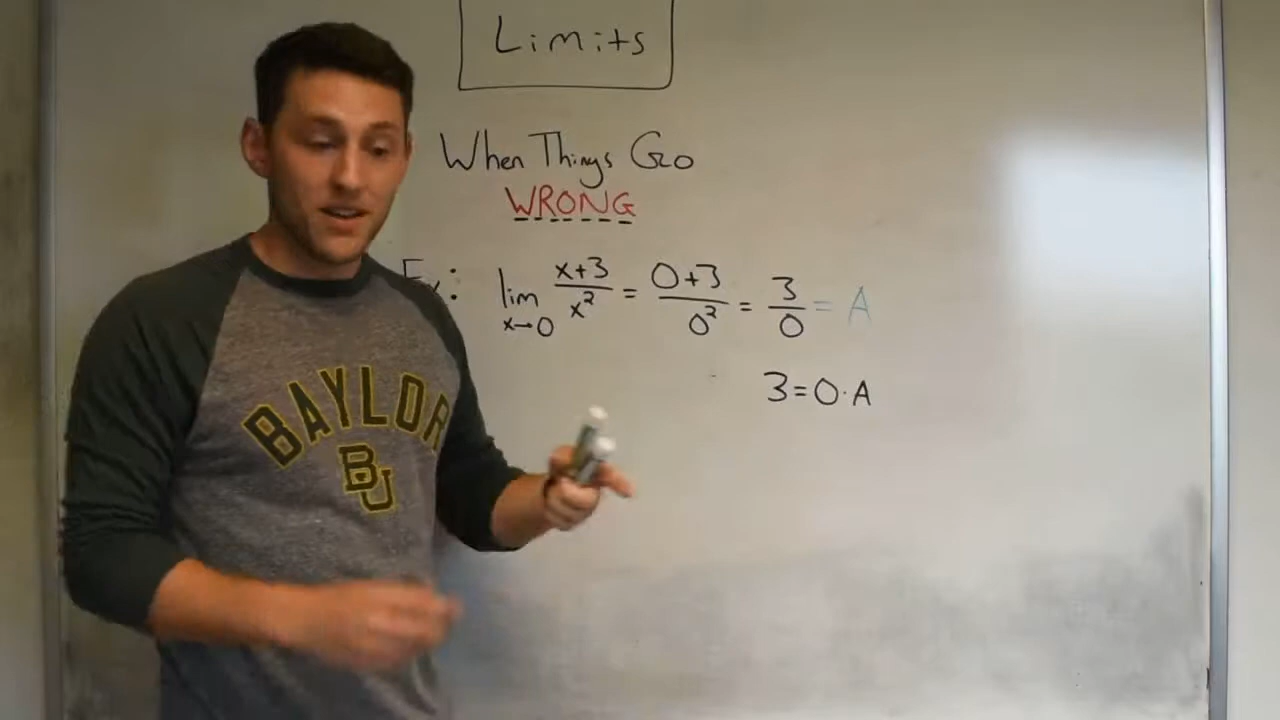 Limits
When Things Go
WRONG
Ex: lim x→0 x+3/x² = 0+3/0² = 3/0 = A
3=0·A
BAYLOR
BU